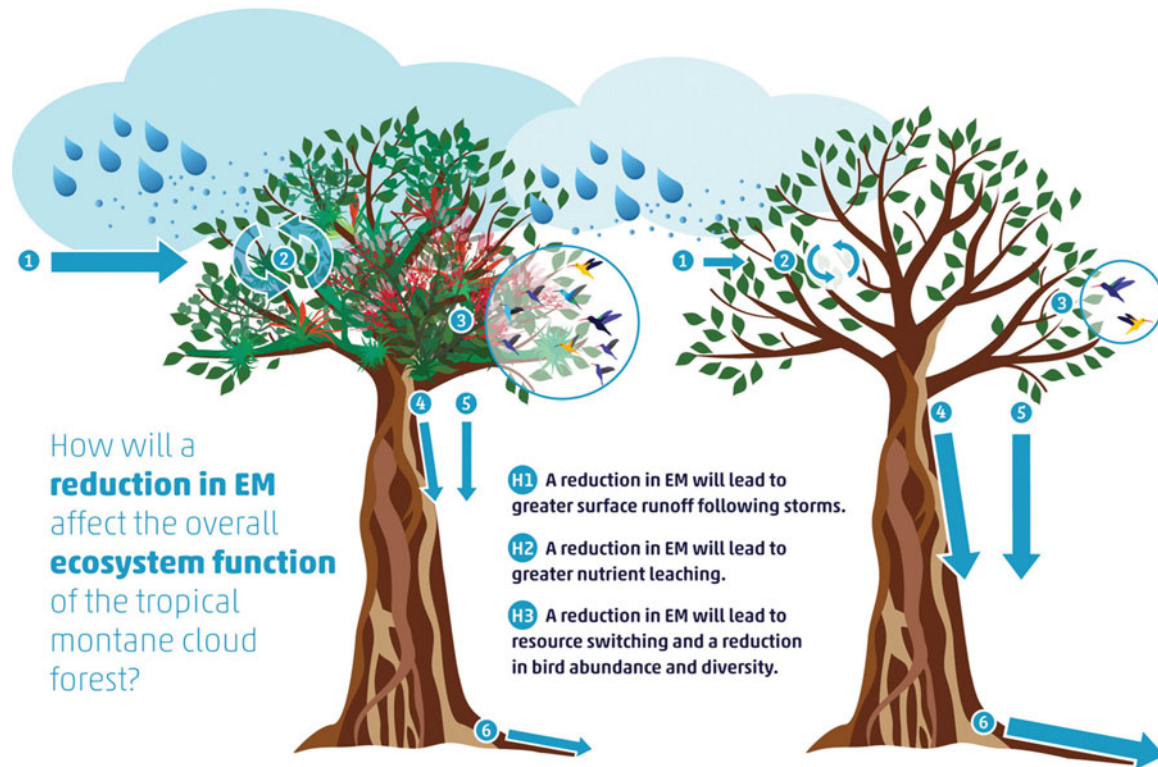 1
2
3
4
5
6
How will a
reduction in EM
affect the overall
ecosystem function
of the tropical
montane cloud
forest?
H1 A reduction in EM will lead to
greater surface runoff following storms.
H2 A reduction in EM will lead to
greater nutrient leaching.
H3 A reduction in EM will lead to
resource switching and a reduction
in bird abundance and diversity.
1
2
3
4
5
6